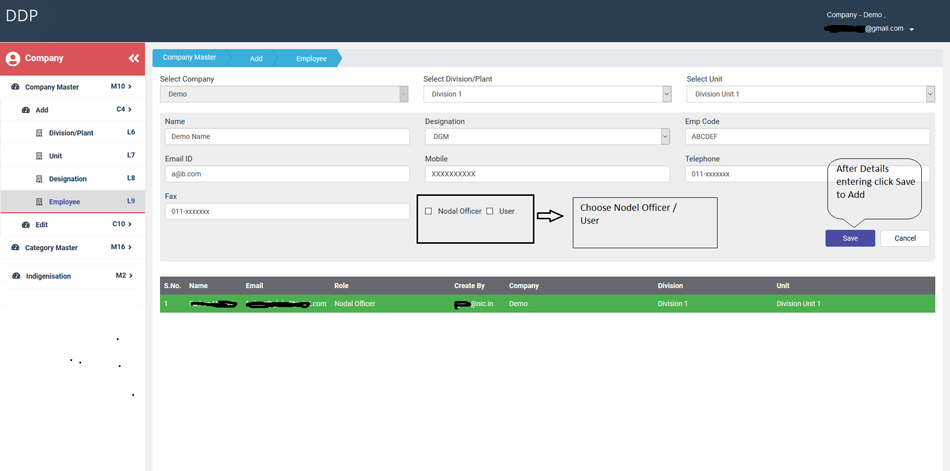 DDP
Company - Demo ,
@gmail.com
Company
Company Master M10 >
Add C4 >
Division/Plant L6
Unit L7
Designation L8
Employee L9
Edit C10 >
Category Master M16 >
Indigenisation M2 >
Company Master Add Employee
Select Company Select Division/Plant Select Unit
Demo Division 1 Division Unit 1
Name Designation Emp Code
Demo Name DGM ABCDEF
Email ID Mobile Telephone
a@b.com XXXXXXXXXX 011-xxxxxxx
Fax
011-xxxxxxx
Nodal Officer User
Choose Nodel Officer /
User
After Details
entering click Save
to Add
Save Cancel
S.No. Name Email Role Create By Company Division Unit
1 .com Nodal Officer @nic.in Demo Division 1 Division Unit 1